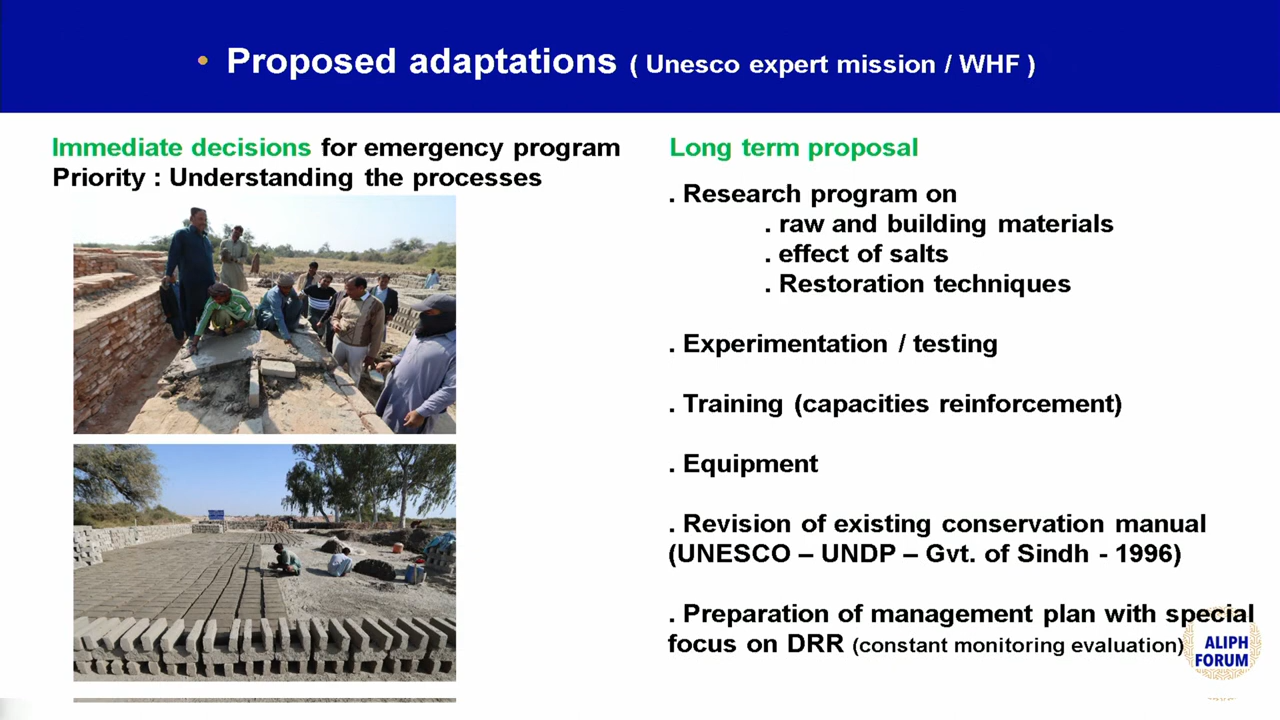 • Proposed adaptations ( Unesco expert mission / WHF )
Immediate decisions for emergency program
Priority : Understanding the processes
Long term proposal
. Research program on
. raw and building materials
. effect of salts
. Restoration techniques
. Experimentation / testing
. Training (capacities reinforcement)
. Equipment
. Revision of existing conservation manual
(UNESCO – UNDP – Gvt. of Sindh - 1996)
. Preparation of management plan with special
focus on DRR (constant monitoring evaluation)
ALIPH
FORUM